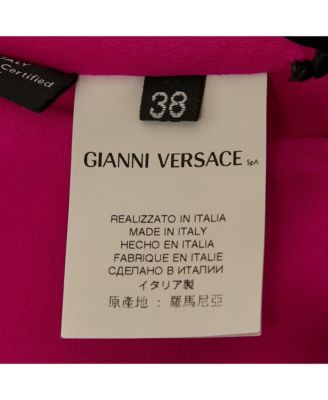 ITALY
Certified
38
GIANNI VERSACE SpA
REALIZZATO IN ITALIA
MADE IN ITALY
HECHO EN ITALIA
FABRIQUE EN ITALIE
СДЕЛАНО В ИТАЛИИ
イタリア製
原產地 : 羅馬尼亞